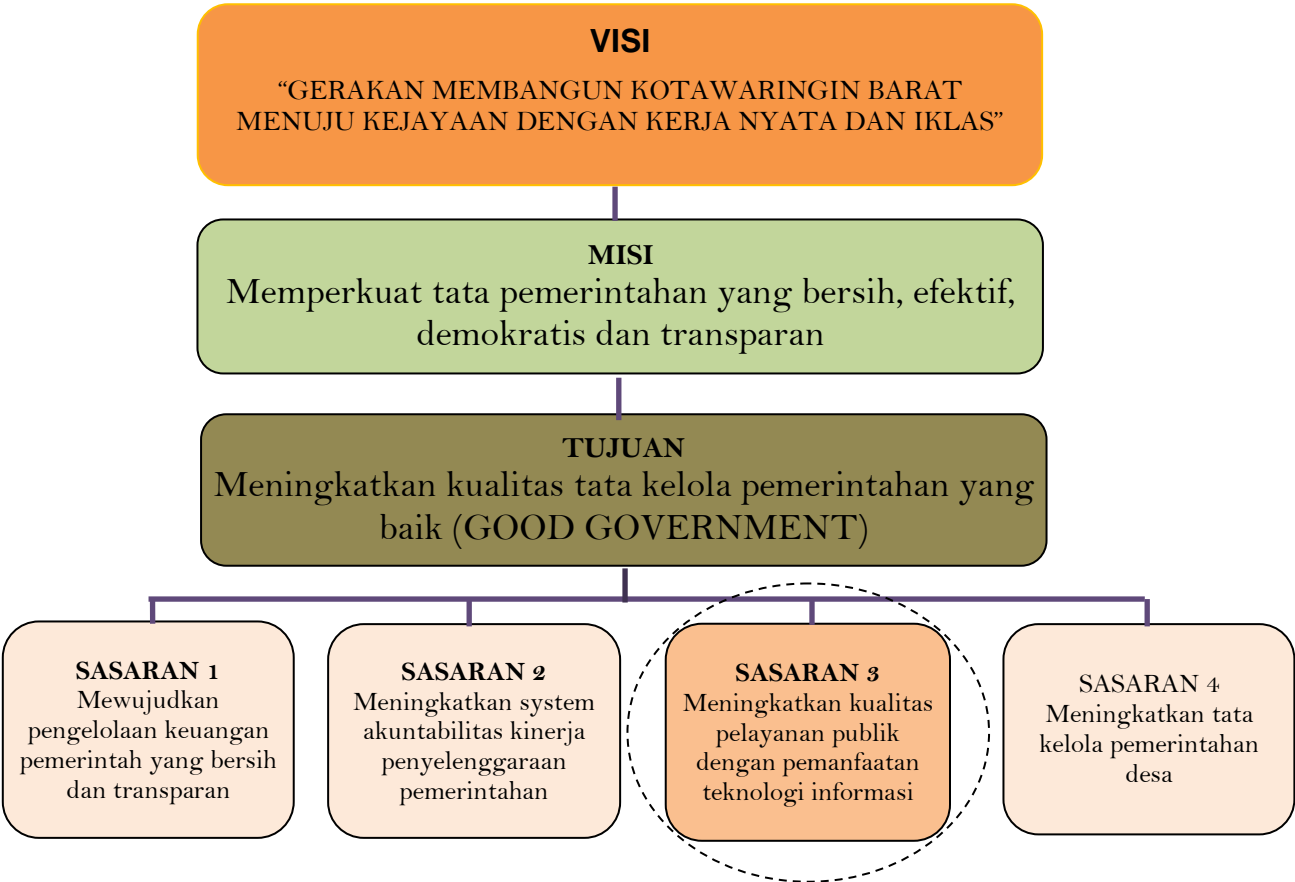 VISI
“GERAKAN MEMBANGUN KOTAWARINGIN BARAT
MENUJU KEJAYAAN DENGAN KERJA NYATA DAN IKLAS”
MISI
Memperkuat tata pemerintahan yang bersih, efektif,
demokratis dan transparan
TUJUAN
Meningkatkan kualitas tata kelola pemerintahan yang
baik (GOOD GOVERNMENT)
SASARAN 1
Mewujudkan
pengelolaan keuangan
pemerintah yang bersih
dan transparan
SASARAN 2
Meningkatkan system
akuntabilitas kinerja
penyelenggaraan
pemerintahan
SASARAN 3
Meningkatkan kualitas
pelayanan publik
dengan pemanfaatan
teknologi informasi
SASARAN 4
Meningkatkan tata
kelola pemerintahan
desa